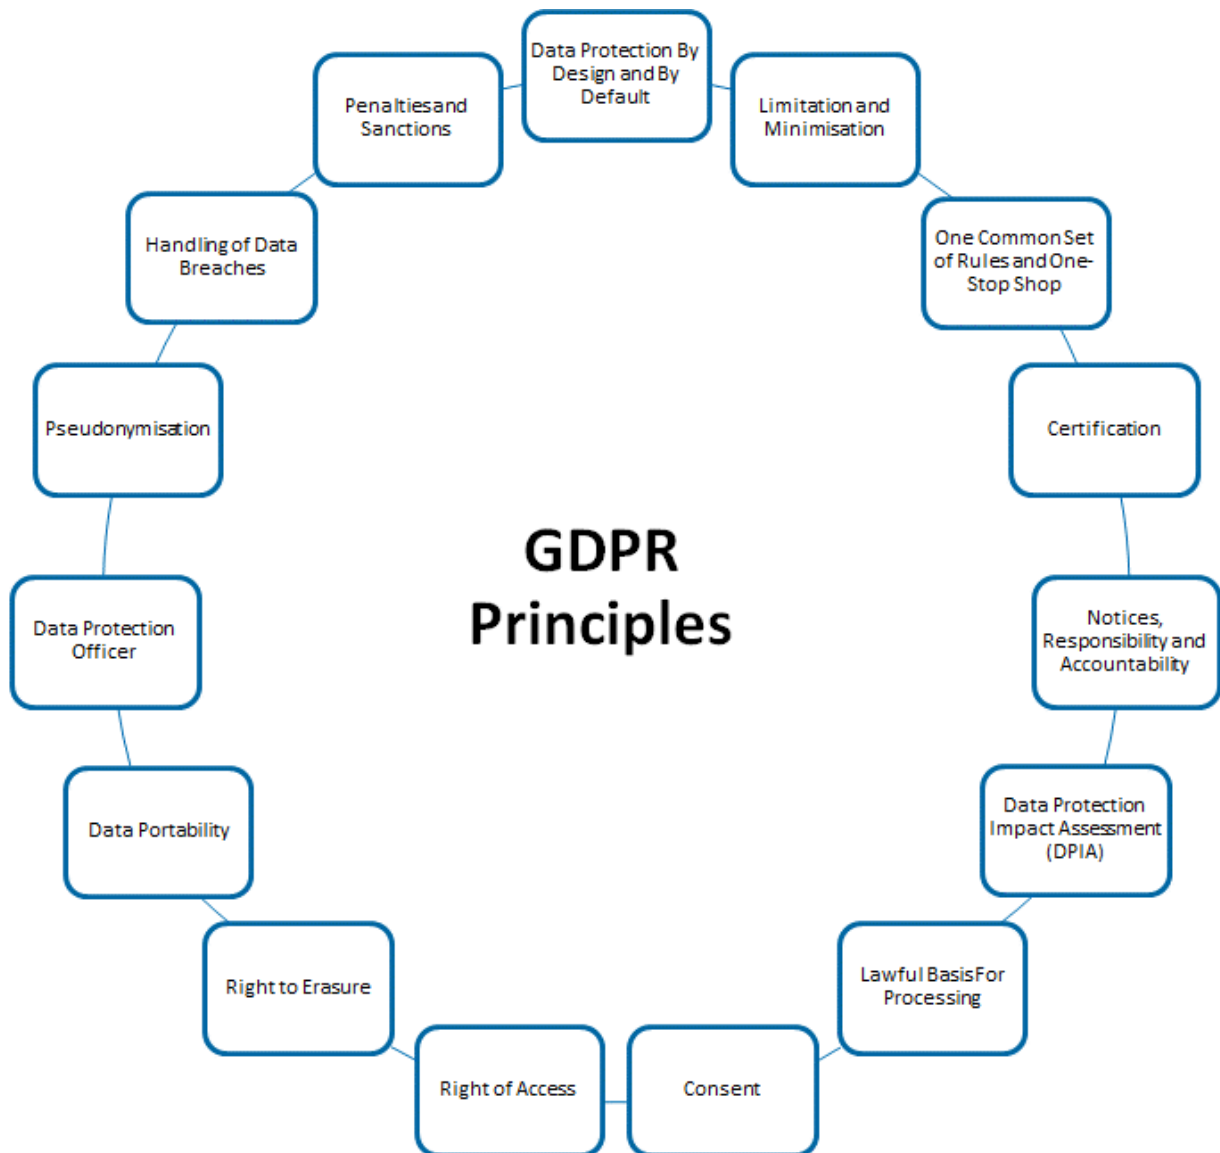 Data Protection By
Design and By
Default
Limitation and
Minimisation
One Common Set
of Rules and One-
Stop Shop
Certification
Notices,
Responsibility and
Accountability
Data Protection
Impact Assessment
(DPIA)
Lawful Basis For
Processing
Consent
Right of Access
Right to Erasure
Data Portability
Data Protection
Officer
Pseudonymisation
Handling of Data
Breaches
Penalties and
Sanctions
GDPR
Principles